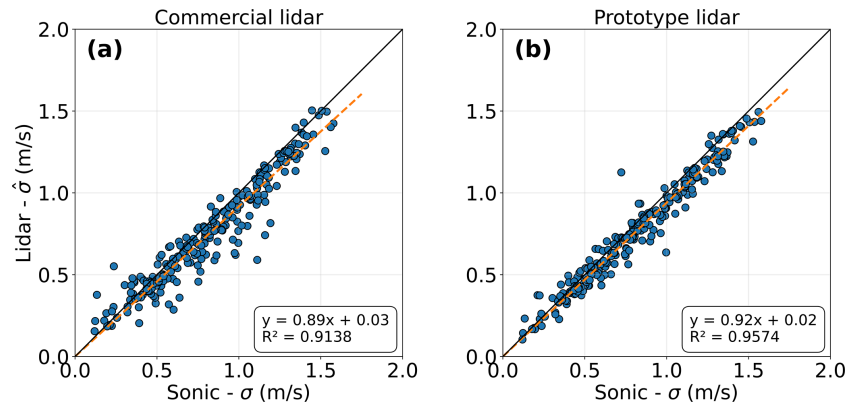 Commercial lidar
(a)
2.0
1.5
1.0
0.5
0.0
Lidar - σ̂ (m/s)
y = 0.89x + 0.03
R² = 0.9138
0.0 0.5 1.0 1.5 2.0
Sonic - σ (m/s)
Prototype lidar
(b)
2.0
1.5
1.0
0.5
0.0
y = 0.92x + 0.02
R² = 0.9574
0.0 0.5 1.0 1.5 2.0
Sonic - σ (m/s)